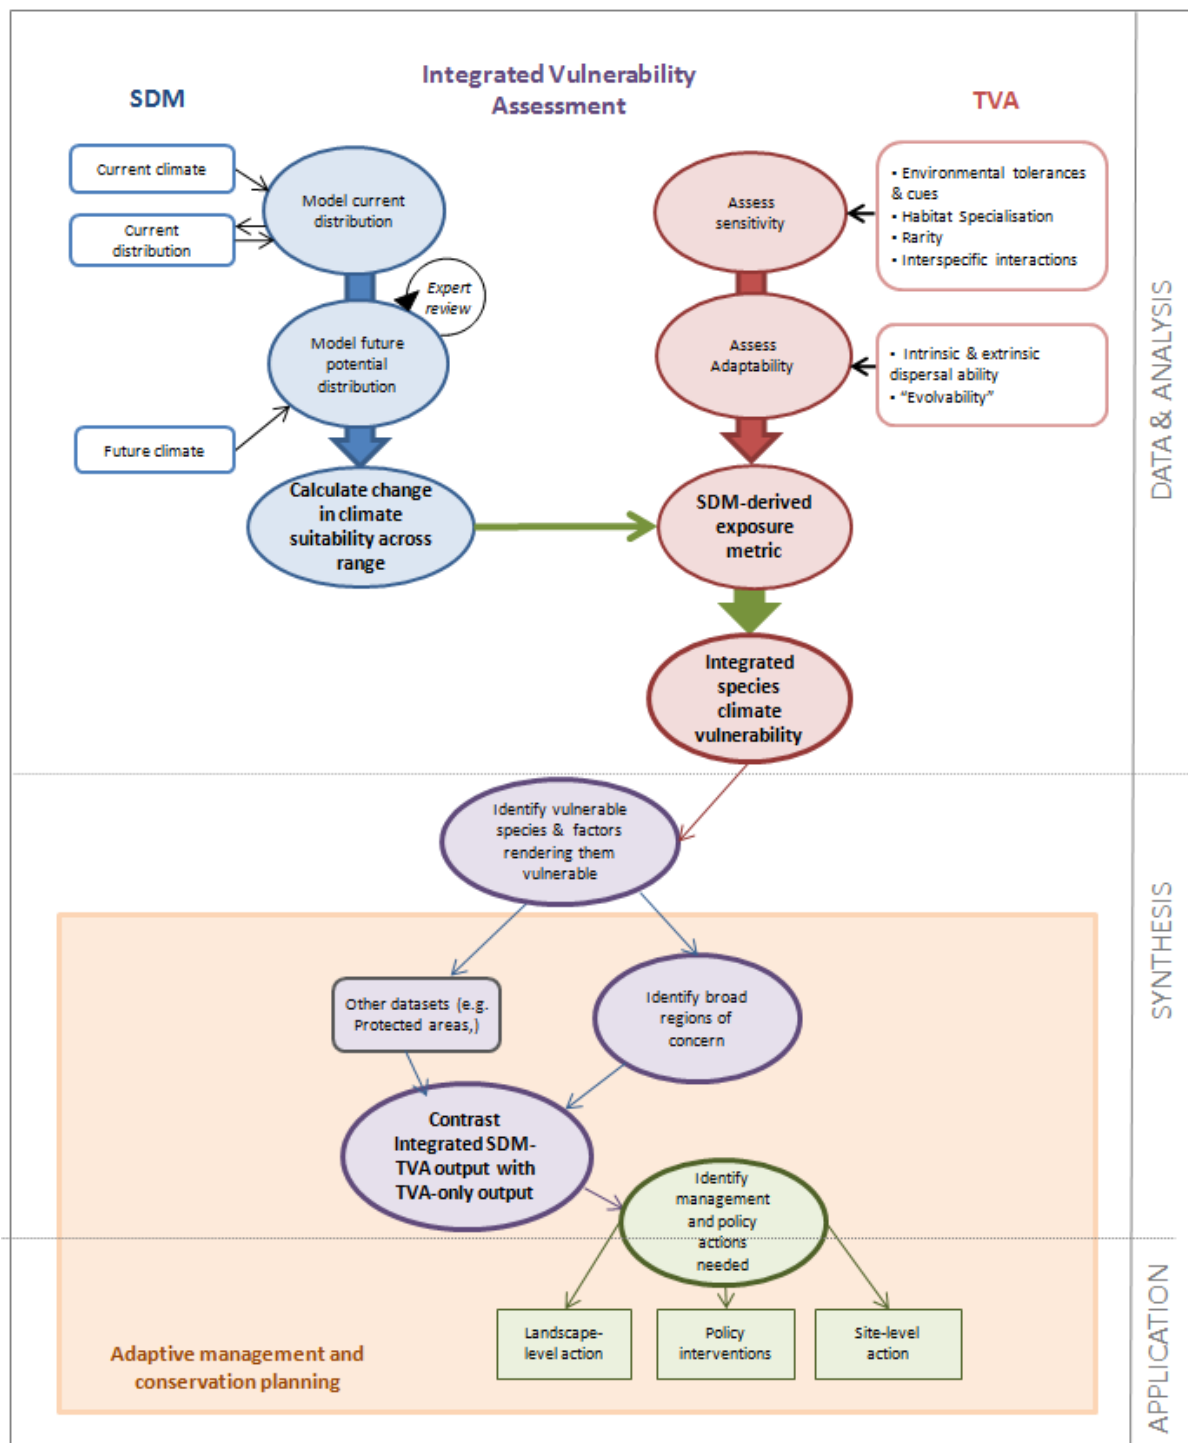 Integrated Vulnerability
Assessment
SDM
TVA
Current climate
Current
distribution
Model current
distribution
Expert
review
Model future
potential
distribution
Future climate
Calculate change
in climate
suitability across
range
Assess
sensitivity
▪ Environmental tolerances
& cues
▪ Habitat Specialisation
▪ Rarity
▪ Interspecific interactions
Assess
Adaptability
▪ Intrinsic & extrinsic
dispersal ability
▪ “Evolvability”
SDM-derived
exposure
metric
Integrated
species
climate
vulnerability
DATA & ANALYSIS
Identify vulnerable
species & factors
rendering them
vulnerable
Other datasets (e.g.
Protected areas,)
Identify broad
regions of
concern
Contrast
Integrated SDM-
TVA output with
TVA-only output
SYNTHESIS
Identify
management
and policy
actions
needed
Landscape-
level action
Policy
interventions
Site-level
action
Adaptive management and
conservation planning
APPLICATION